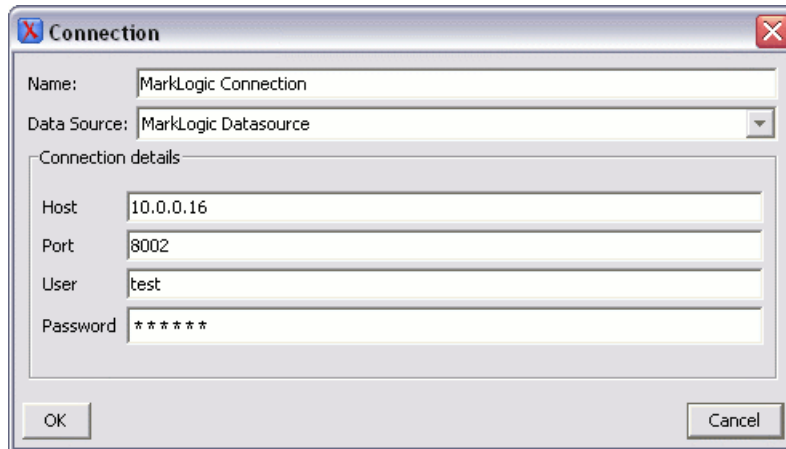 Connection
Name: MarkLogic Connection
Data Source: MarkLogic Datasource
Connection details
Host 10.0.0.16
Port 8002
User test
Password ******
OK Cancel